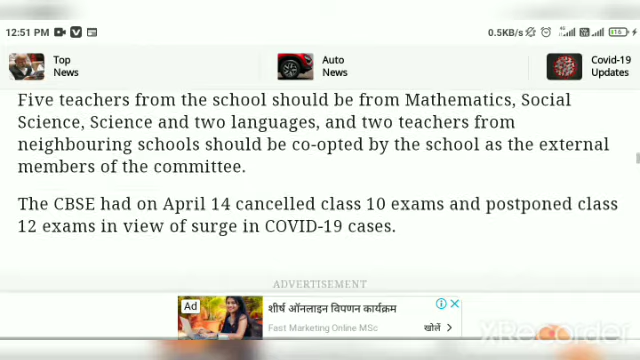 12:51 PM
0.5KB/s
Top
News
Auto
News
Covid-19
Updates
Five teachers from the school should be from Mathematics, Social
Science, Science and two languages, and two teachers from
neighbouring schools should be co-opted by the school as the external
members of the committee.
The CBSE had on April 14 cancelled class 10 exams and postponed class
12 exams in view of surge in COVID-19 cases.
ADVERTISEMENT
Ad
शीर्ष ऑनलाइन विपणन कार्यक्रम
Fast Marketing Online MSc
खोलें
XRecorder